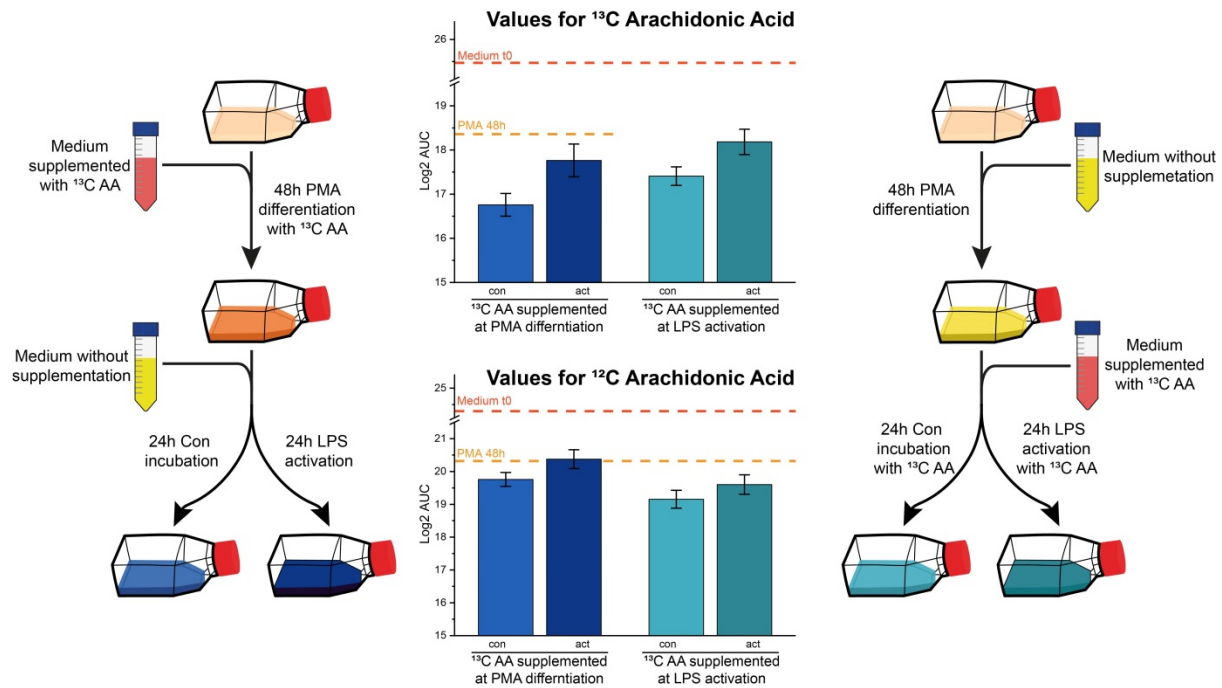 Medium
supplemented
with ¹³C AA
48h PMA
differentiation
with ¹³C AA
Medium without
supplementation
24h Con
incubation
24h LPS
activation
Values for ¹³C Arachidonic Acid
26
Medium t0
19
PMA 48h
18
17
16
15
Log2 AUC
con
act
con
act
¹³C AA supplemented
at PMA differntiation
¹³C AA supplemented
at LPS activation
Values for ¹²C Arachidonic Acid
25
Medium t0
21
PMA 48h
20
19
18
17
16
15
Log2 AUC
con
act
con
act
¹³C AA supplemented
at PMA differntiation
¹³C AA supplemented
at LPS activation
Medium without
supplemetation
48h PMA
differentiation
Medium
supplemented
with ¹³C AA
24h Con
incubation
with ¹³C AA
24h LPS
activation
with ¹³C AA